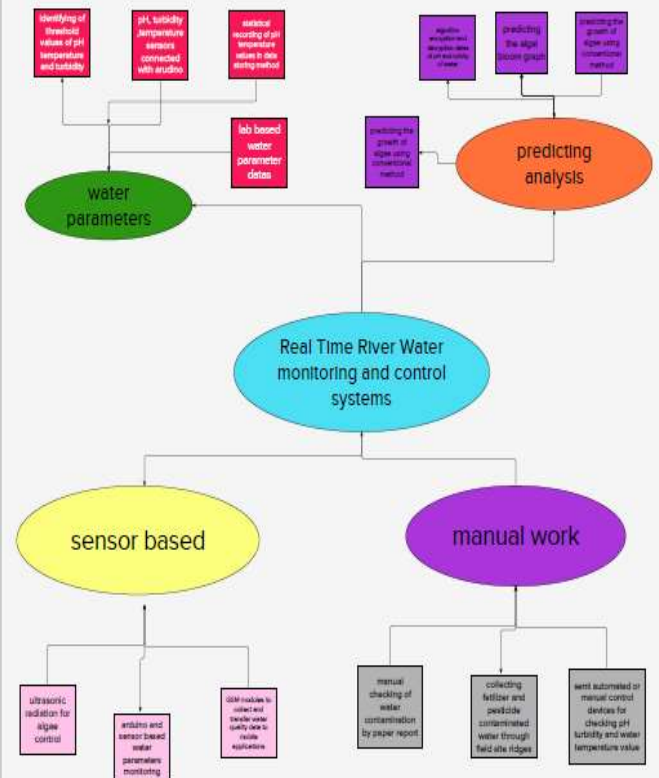 identifying of
threshold
values of pH
temperature
and turbidity
pH, turbidity
,temperature
sensors
connected
with arudino
statistical
recording of pH
temperature
values in data
storing method
predicting
the algal
bloom graph
predicting the
growth of
algae using
conventional
method
lab based
water
parameter
datas
predicting the
growth of
algae using
conventional
method
predicting
analysis
water
parameters
Real Time River Water
monitoring and control
systems
sensor based
manual work
ultrasonic
radiation for
algae
control
arduino and
sensor based
water
parameters
monitoring
GSM modules to
collect and
transfer water
quality data to
mobile
applications
manual
checking of
water
contamination
by paper report
collecting
fetilizer and
pesticide
contaminated
water through
field site ridges
semi automated or
manual control
devices for
checking pH
turbidity and water
temperature value